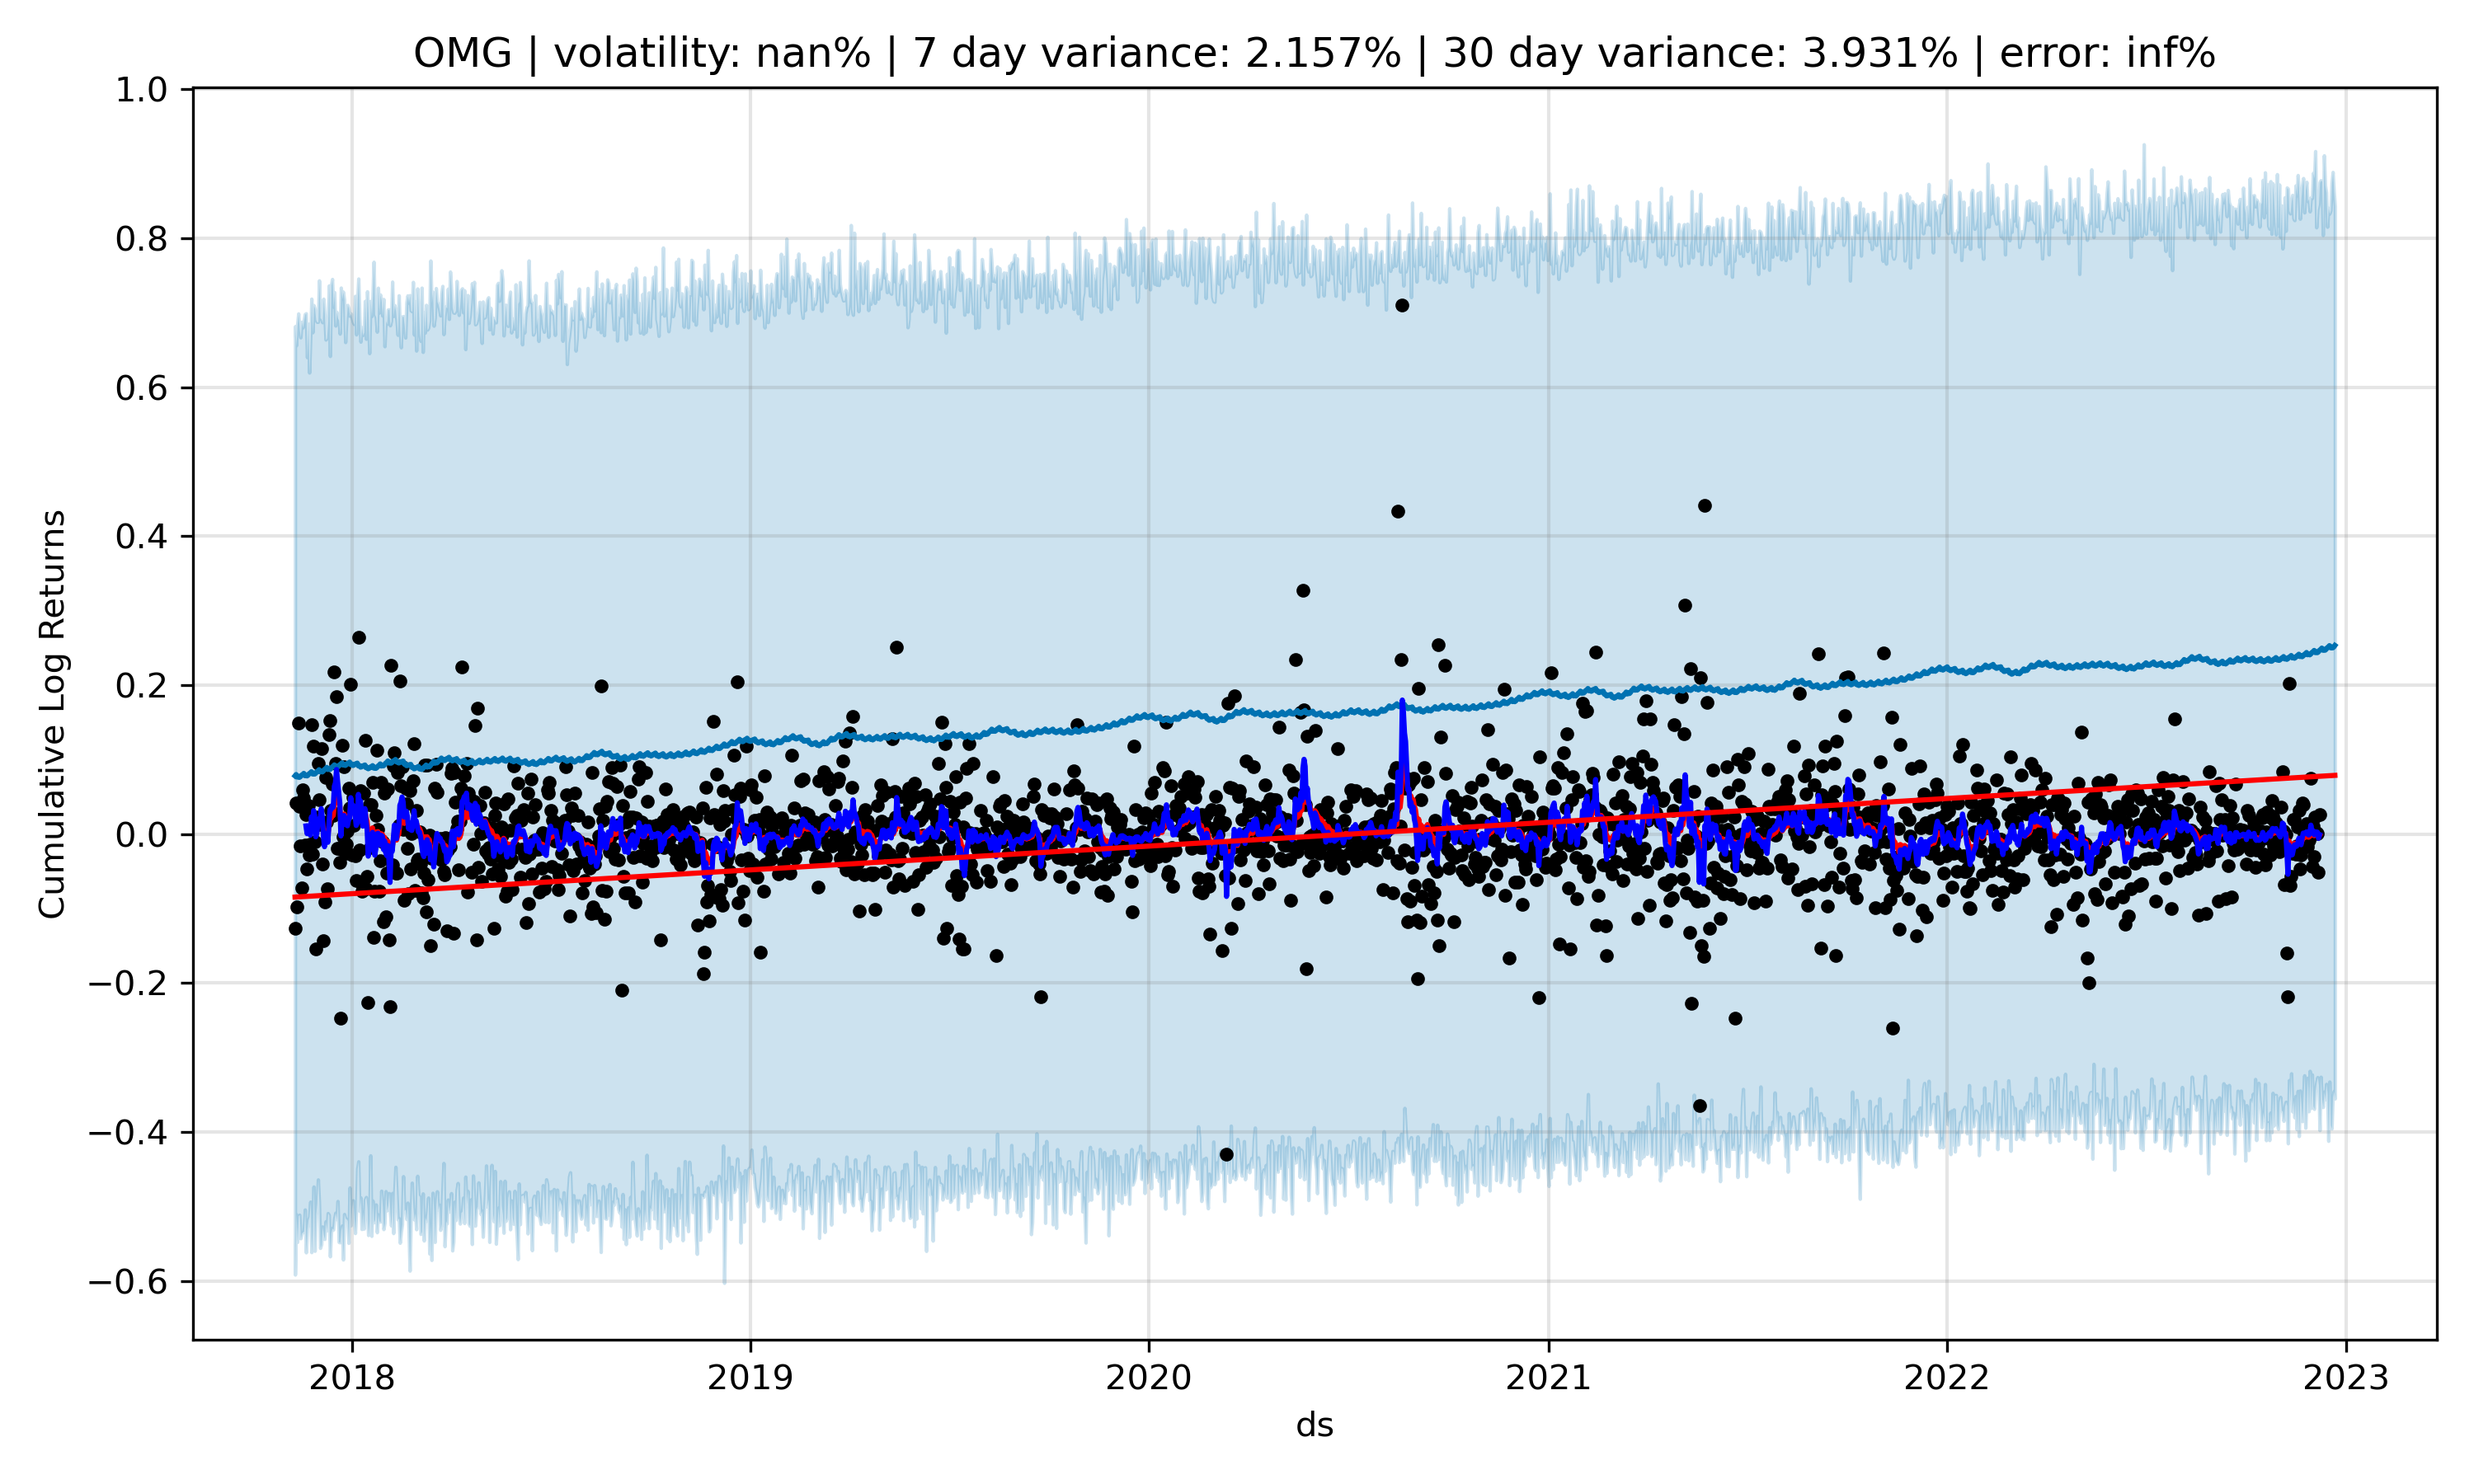 OMG | volatility: nan% | 7 day variance: 2.157% | 30 day variance: 3.931% | error: inf%
1.0
0.8
0.6
0.4
0.2
0.0
−0.2
−0.4
−0.6
Cumulative Log Returns
2018 2019 2020 2021 2022 2023
ds